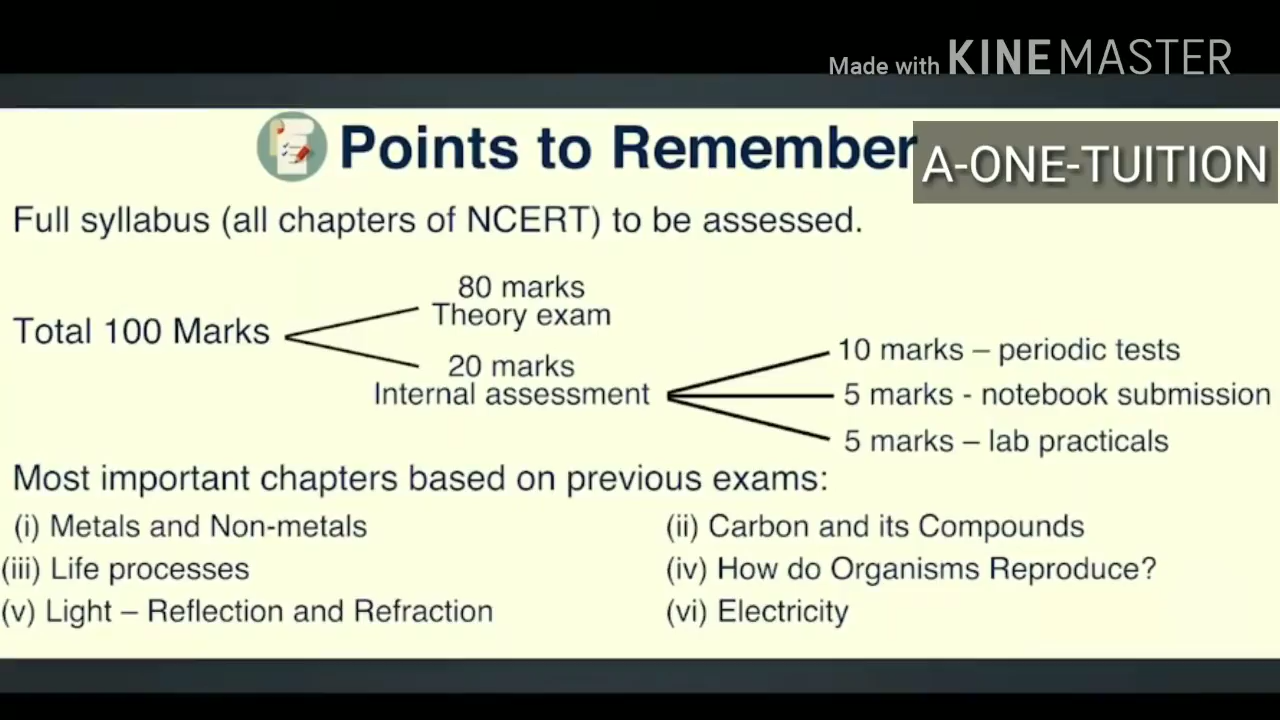 Made with KINEMASTER
Points to Remember
A-ONE-TUITION
Full syllabus (all chapters of NCERT) to be assessed.
80 marks
Theory exam
Total 100 Marks
20 marks
Internal assessment
10 marks – periodic tests
5 marks - notebook submission
5 marks – lab practicals
Most important chapters based on previous exams:
(i) Metals and Non-metals
(ii) Carbon and its Compounds
(iii) Life processes
(iv) How do Organisms Reproduce?
(v) Light – Reflection and Refraction
(vi) Electricity